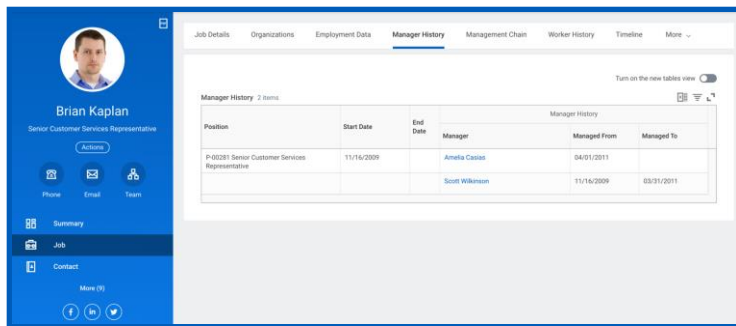 Job Details Organizations Employment Data Manager History Management Chain Worker History Timeline More
Turn on the new tables view
Manager History 2 items
Position Start Date End Date Manager History
Manager Managed From Managed To
P-00281 Senior Customer Services Representative 11/16/2009 Amelia Casias 04/01/2011
Scott Wilkinson 11/16/2009 03/31/2011
Brian Kaplan
Senior Customer Services Representative
Actions
Phone Email Team
Summary
Job
Contact
More (9)
f in